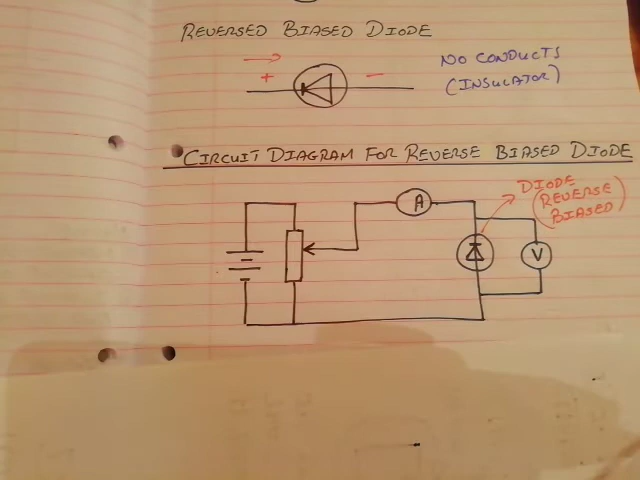 REVERSED BIASED DIODE
+ -
NO CONDUCTS
(INSULATOR)
CIRCUIT DIAGRAM FOR REVERSE BIASED DIODE
DIODE
(REVERSE
BIASED)
A
V